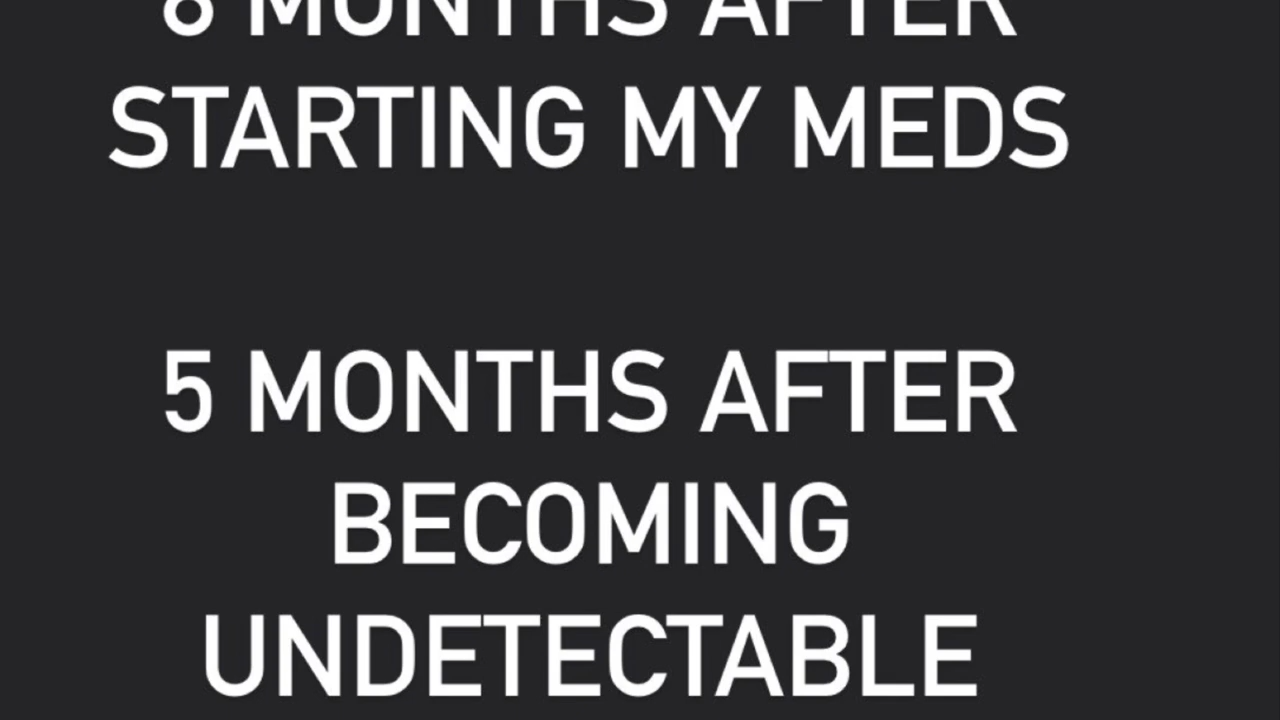 MONTHS AFTER
STARTING MY MEDS
5 MONTHS AFTER
BECOMING
UNDETECTABLE